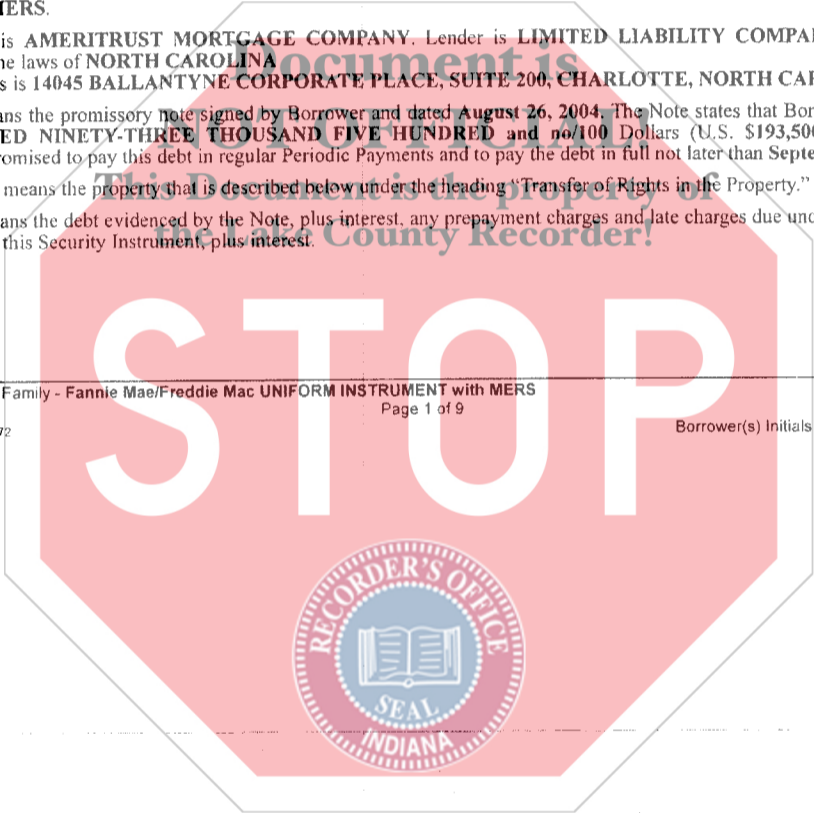 MERS.
is AMERITRUST MORTGAGE COMPANY. Lender is LIMITED LIABILITY COMPA
he laws of NORTH CAROLINA
s is 14045 BALLANTYNE CORPORATE PLACE, SUITE 200, CHARLOTTE, NORTH CAR
ans the promissory note signed by Borrower and dated August 26, 2004. The Note states that Bor
ED NINETY-THREE THOUSAND FIVE HUNDRED and no/100 Dollars (U.S. $193,500
omised to pay this debt in regular Periodic Payments and to pay the debt in full not later than Septe
means the property that is described below under the heading “Transfer of Rights in the Property.”
ans the debt evidenced by the Note, plus interest, any prepayment charges and late charges due und
this Security Instrument, plus interest.
Document is
NOT OFFICIAL!
This Document is the property of
the Lake County Recorder!
Family - Fannie Mae/Freddie Mac UNIFORM INSTRUMENT with MERS
Page 1 of 9
72
Borrower(s) Initials
STOP
RECORDER'S OFFICE
SEAL
INDIANA